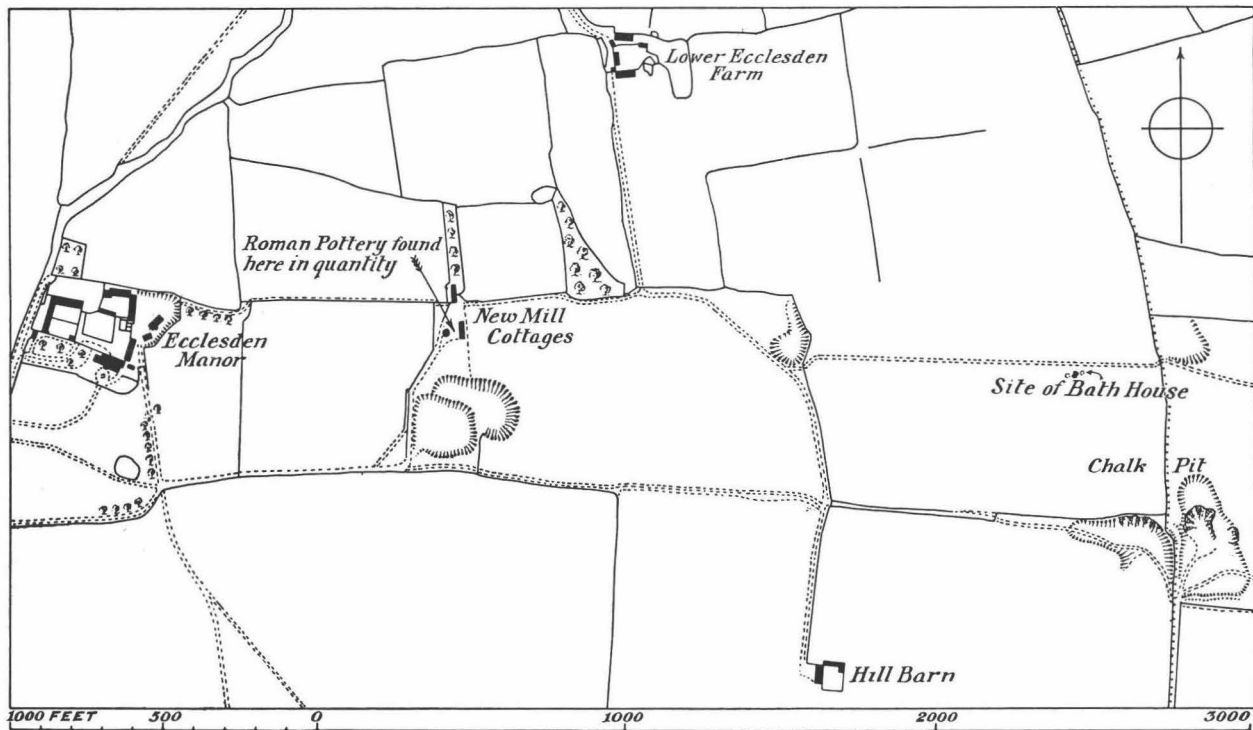 Lower Ecclesden
Farm
Roman Pottery found
here in quantity
New Mill
Cottages
Ecclesden
Manor
Site of Bath House
Chalk Pit
Hill Barn
1000 FEET 500 0 1000 2000 3000